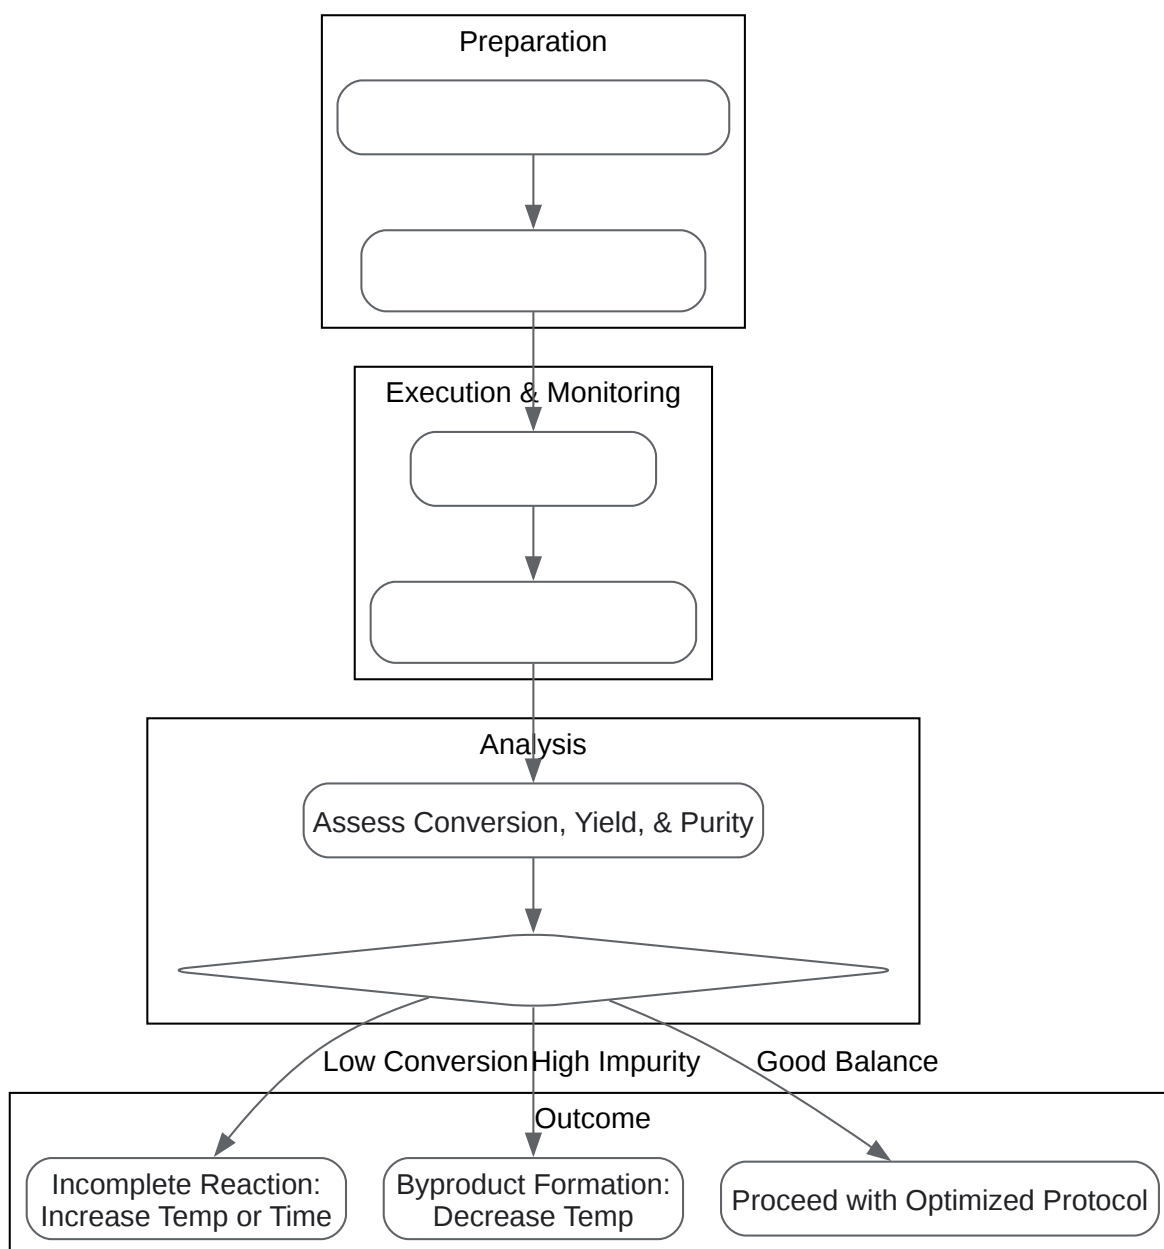 Preparation
Execution & Monitoring
Analysis
Assess Conversion, Yield, & Purity
Low Conversion
High Impurity
Good Balance
Outcome
Incomplete Reaction:
Increase Temp or Time
Byproduct Formation:
Decrease Temp
Proceed with Optimized Protocol